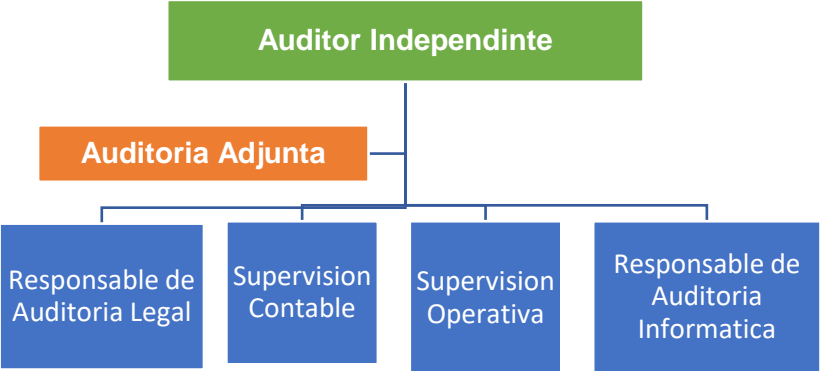 Auditor Independinte
Auditoria Adjunta
Responsable de
Auditoria Legal
Supervision
Contable
Supervision
Operativa
Responsable de
Auditoria
Informatica